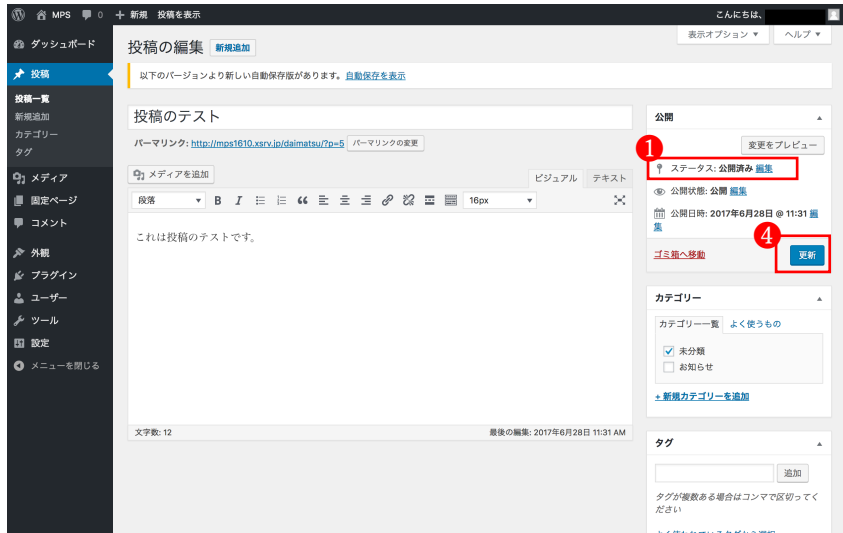 MPS 0 + 新規 投稿を表示 こんにちは、
ダッシュボード
投稿
投稿一覧
新規追加
カテゴリー
タグ
メディア
固定ページ
コメント
外観
プラグイン
ユーザー
ツール
設定
メニューを閉じる
表示オプション ▼ ヘルプ ▼
投稿の編集 新規追加
以下のバージョンより新しい自動保存版があります。自動保存を表示
投稿のテスト
パーマリンク: http://mps1610.xsrv.jp/daimatsu/?p=5 パーマリンクの変更
メディアを追加
ビジュアル テキスト
段落 ▼ B I 16px ▼
これは投稿のテストです。
文字数: 12 最後の編集: 2017年6月28日 11:31 AM
公開
変更をプレビュー
1
ステータス: 公開済み 編集
公開状態: 公開 編集
公開日時: 2017年6月28日 @ 11:31 編
集
4
ゴミ箱へ移動 更新
カテゴリー
カテゴリー一覧 よく使うもの
未分類
お知らせ
+ 新規カテゴリーを追加
タグ
追加
タグが複数ある場合はコンマで区切ってく
ださい
よく使われているタグから選択